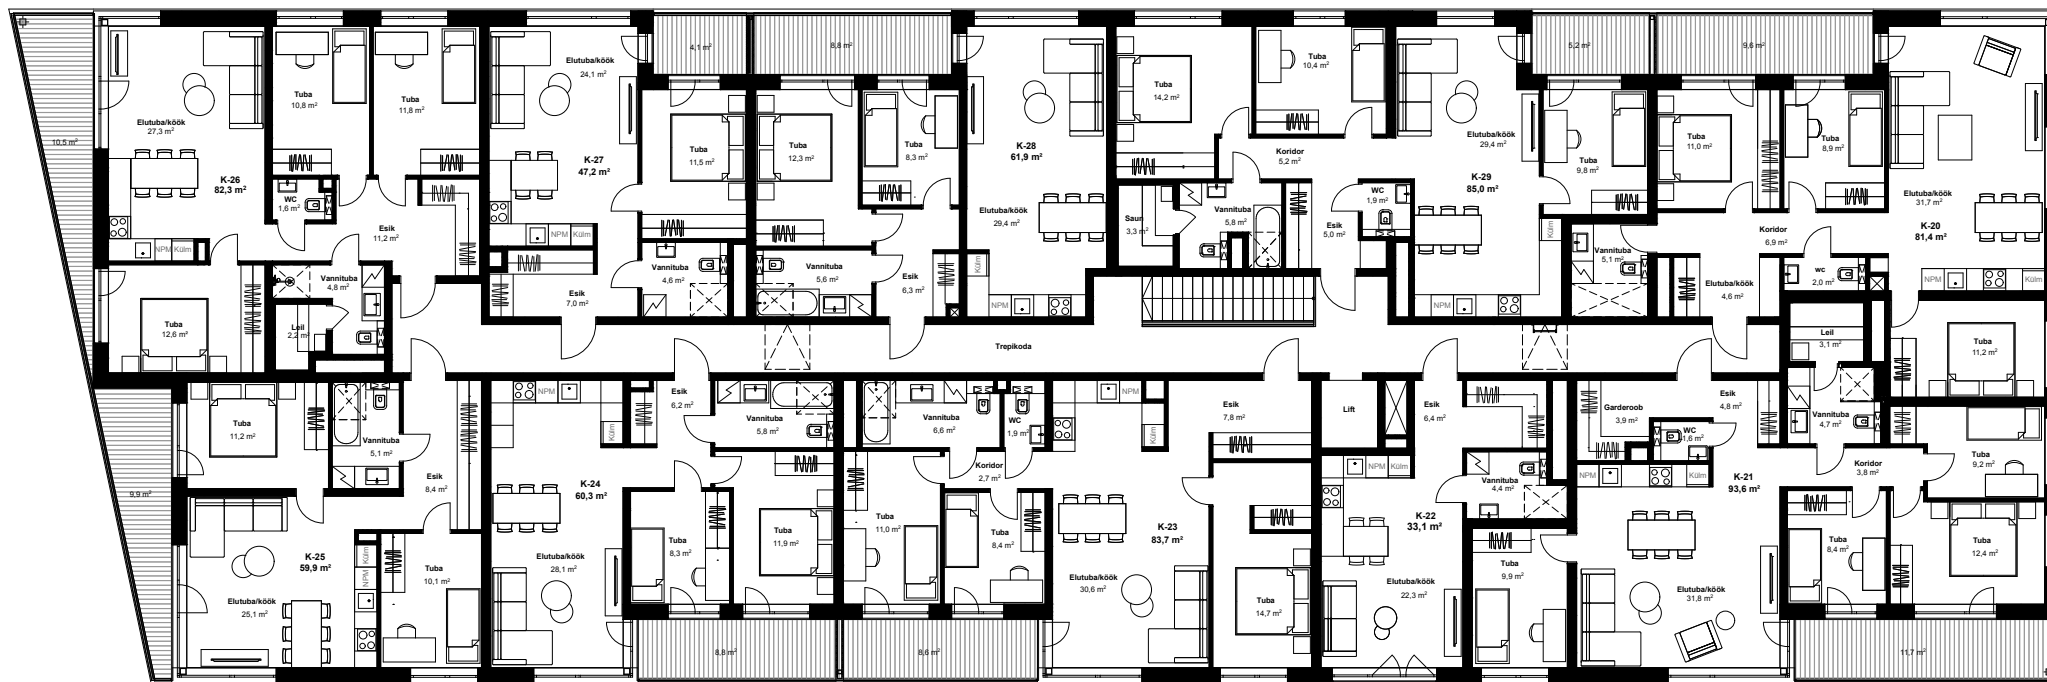 10,5 m²
Elutuba/köök
27,3 m²
K-26
82,3 m²
NPM
Külm
Tuba
10,8 m²
Tuba
11,8 m²
WC
1,6 m²
Esik
11,2 m²
Vannituba
4,8 m²
Leil
2,2 m²
Tuba
12,6 m²
Elutuba/köök
24,1 m²
K-27
47,2 m²
NPM
Külm
4,1 m²
Tuba
11,5 m²
Vannituba
4,6 m²
Esik
7,0 m²
8,8 m²
Tuba
12,3 m²
Tuba
8,3 m²
Vannituba
5,6 m²
Esik
6,3 m²
K-28
61,9 m²
Elutuba/köök
29,4 m²
Külm
NPM
Tuba
14,2 m²
Tuba
10,4 m²
Koridor
5,2 m²
Saun
3,3 m²
Vannituba
5,8 m²
Esik
5,0 m²
WC
1,9 m²
Elutuba/köök
29,4 m²
K-29
85,0 m²
Külm
NPM
5,2 m²
Tuba
9,8 m²
Vannituba
5,1 m²
9,6 m²
Tuba
11,0 m²
Tuba
8,9 m²
Koridor
6,9 m²
Elutuba/köök
4,6 m²
wc
2,0 m²
Elutuba/köök
31,7 m²
K-20
81,4 m²
NPM
Külm
Leil
3,1 m²
Tuba
11,2 m²
Trepikoda
9,9 m²
Tuba
11,2 m²
Vannituba
5,1 m²
Esik
8,4 m²
K-25
59,9 m²
Elutuba/köök
25,1 m²
Külm
NPM
Tuba
10,1 m²
NPM
Külm
K-24
60,3 m²
Elutuba/köök
28,1 m²
Esik
6,2 m²
Vannituba
5,8 m²
Tuba
8,3 m²
Tuba
11,9 m²
8,8 m²
Vannituba
6,6 m²
WC
1,9 m²
Koridor
2,7 m²
Tuba
11,0 m²
Tuba
8,4 m²
8,6 m²
NPM
Külm
Esik
7,8 m²
K-23
83,7 m²
Elutuba/köök
30,6 m²
Tuba
14,7 m²
Lift
Esik
6,4 m²
NPM
Külm
Vannituba
4,4 m²
K-22
33,1 m²
Elutuba/köök
22,3 m²
Tuba
9,9 m²
Garderoob
3,9 m²
WC
1,6 m²
Esik
4,8 m²
NPM
Külm
K-21
93,6 m²
Elutuba/köök
31,8 m²
Vannituba
4,7 m²
Koridor
3,8 m²
Tuba
9,2 m²
Tuba
8,4 m²
Tuba
12,4 m²
11,7 m²